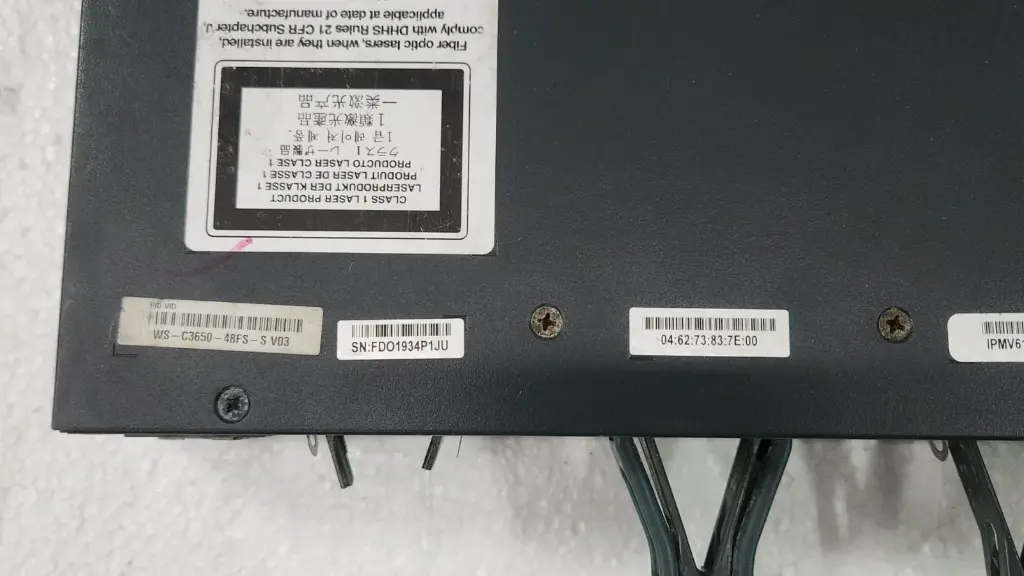 Fiber optic lasers, when they are installed,
comply with DHHS Rules 21 CFR Subchapter J,
applicable at date of manufacture.
CLASS 1 LASER PRODUCT
LASERPRODUKT DER KLASSE 1
PRODUIT LASER DE CLASSE 1
PRODUCTO LASER CLASE 1
クラス 1 レーザ製品
1급 레이저 제품.
1 類激光產品
一类激光产品
PID VID
WS-C3650-48FS-S V03
SN:FDO1934P1JU
04:62:73:83:7E:00